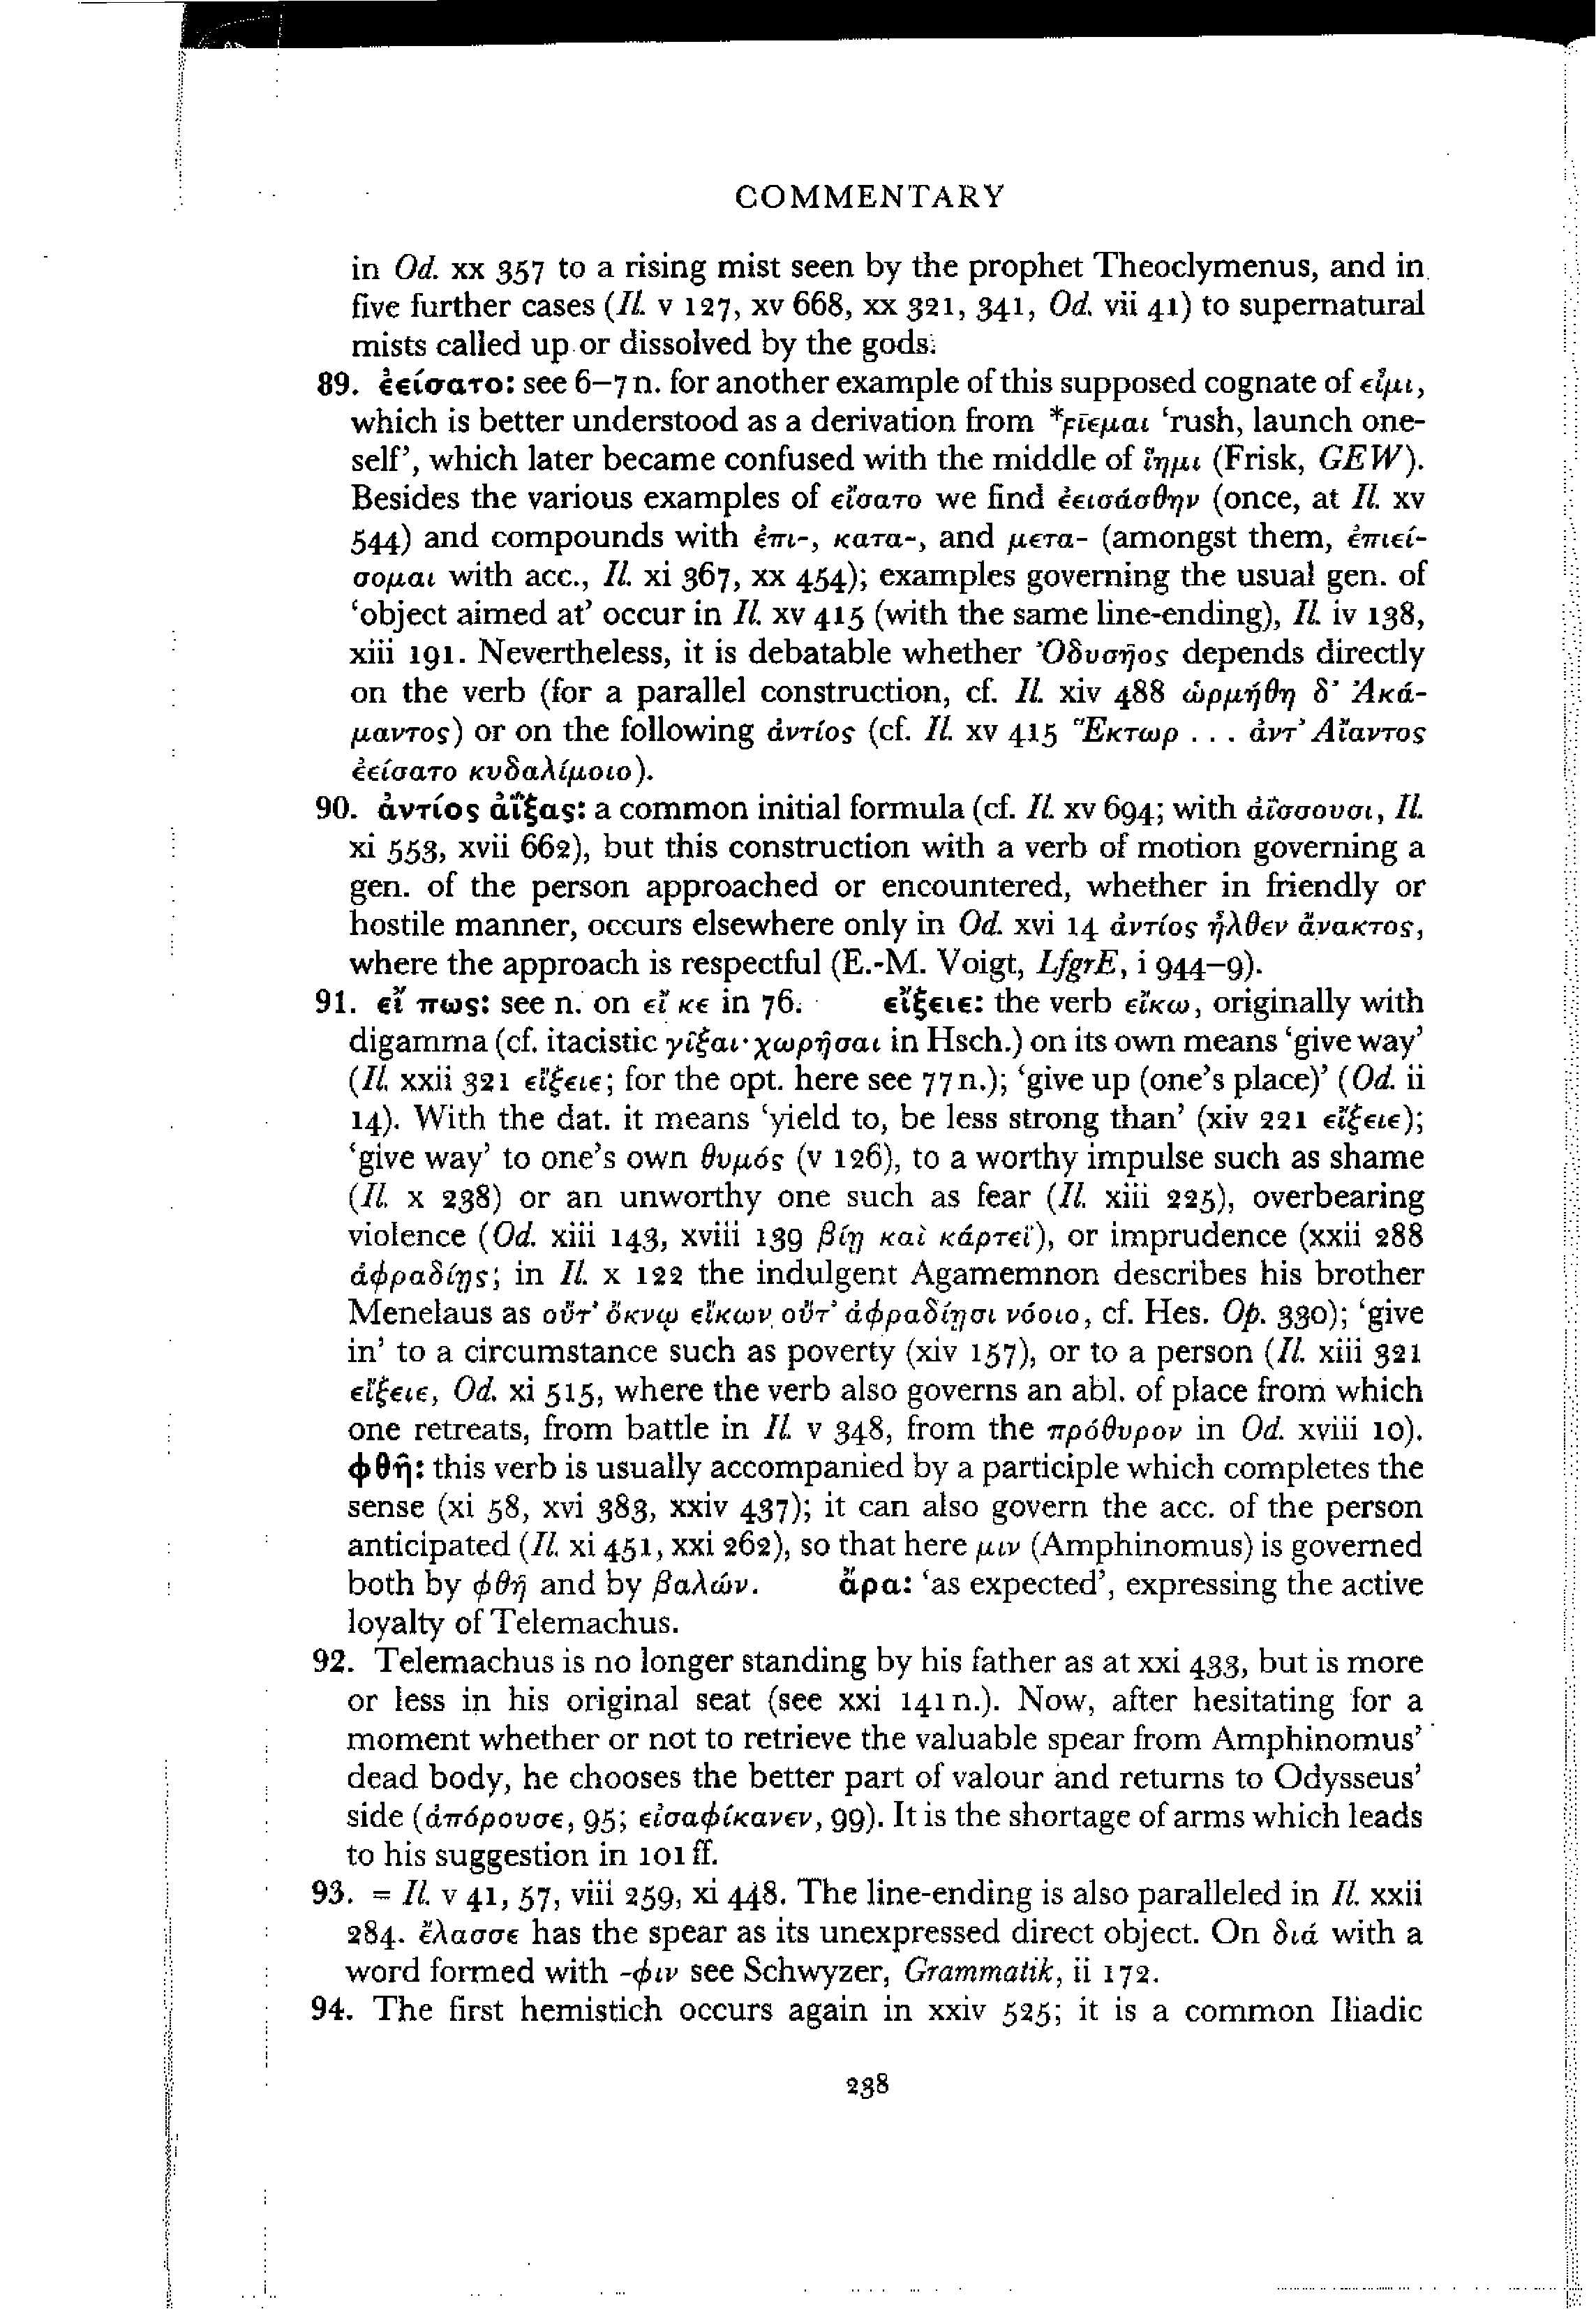 COMMENTARY
in Od. xx 357 to a rising mist seen by the prophet Theoclymenus, and in
five further cases (Il. v 127, xv 668, xx 321, 341, Od. vii 41) to supernatural
mists called up or dissolved by the gods.
89. ἐείσατο: see 6–7 n. for another example of this supposed cognate of εἶμι,
which is better understood as a derivation from *ϝίεμαι ‘rush, launch one-
self’, which later became confused with the middle of ἵημι (Frisk, GEW).
Besides the various examples of εἴσατο we find ἐεισάσθην (once, at Il. xv
544) and compounds with ἐπι-, κατα-, and μετα- (amongst them, ἐπιεί-
σομαι with acc., Il. xi 367, xx 454); examples governing the usual gen. of
‘object aimed at’ occur in Il. xv 415 (with the same line-ending), Il. iv 138,
xiii 191. Nevertheless, it is debatable whether Ὀδυσῆος depends directly
on the verb (for a parallel construction, cf. Il. xiv 488 ὡρμήθη δ’ Ἀκά-
μαντος) or on the following ἀντίος (cf. Il. xv 415 Ἕκτωρ . . . ἀντ’ Αἴαντος
ἐείσατο κυδαλίμοιο).
90. ἀντίος ἀΐξας: a common initial formula (cf. Il. xv 694; with ἀΐσσουσι, Il.
xi 553, xvii 662), but this construction with a verb of motion governing a
gen. of the person approached or encountered, whether in friendly or
hostile manner, occurs elsewhere only in Od. xvi 14 ἀντίος ἦλθεν ἄνακτος,
where the approach is respectful (E.-M. Voigt, LfgrE, i 944–9).
91. εἴ πως: see n. on εἴ κε in 76. εἴξειε: the verb εἴκω, originally with
digamma (cf. itacistic γῖξαι· χωρῆσαι in Hsch.) on its own means ‘give way’
(Il. xxii 321 εἴξειε; for the opt. here see 77 n.); ‘give up (one’s place)’ (Od. ii
14). With the dat. it means ‘yield to, be less strong than’ (xiv 221 εἴξειε);
‘give way’ to one’s own θυμός (v 126), to a worthy impulse such as shame
(Il. x 238) or an unworthy one such as fear (Il. xiii 225), overbearing
violence (Od. xiii 143, xviii 139 βίῃ καὶ κάρτεϊ), or imprudence (xxii 288
ἀφραδίῃς; in Il. x 122 the indulgent Agamemnon describes his brother
Menelaus as οὔτ’ ὄκνῳ εἴκων οὔτ’ ἀφραδίῃσι νόοιο, cf. Hes. Op. 330); ‘give
in’ to a circumstance such as poverty (xiv 157), or to a person (Il. xiii 321
εἴξειε, Od. xi 515, where the verb also governs an abl. of place from which
one retreats, from battle in Il. v 348, from the πρόθυρον in Od. xviii 10).
φθῆ: this verb is usually accompanied by a participle which completes the
sense (xi 58, xvi 383, xxiv 437); it can also govern the acc. of the person
anticipated (Il. xi 451, xxi 262), so that here μιν (Amphinomus) is governed
both by φθῆ and by βαλών. ἄρα: ‘as expected’, expressing the active
loyalty of Telemachus.
92. Telemachus is no longer standing by his father as at xxi 433, but is more
or less in his original seat (see xxi 141 n.). Now, after hesitating for a
moment whether or not to retrieve the valuable spear from Amphinomus’
dead body, he chooses the better part of valour and returns to Odysseus’
side (ἀπόρουσε, 95; εἰσαφίκανεν, 99). It is the shortage of arms which leads
to his suggestion in 101 ff.
93. = Il. v 41, 57, viii 259, xi 448. The line-ending is also paralleled in Il. xxii
284. ἔλασσε has the spear as its unexpressed direct object. On διά with a
word formed with -φιν see Schwyzer, Grammatik, ii 172.
94. The first hemistich occurs again in xxiv 525; it is a common Iliadic
238